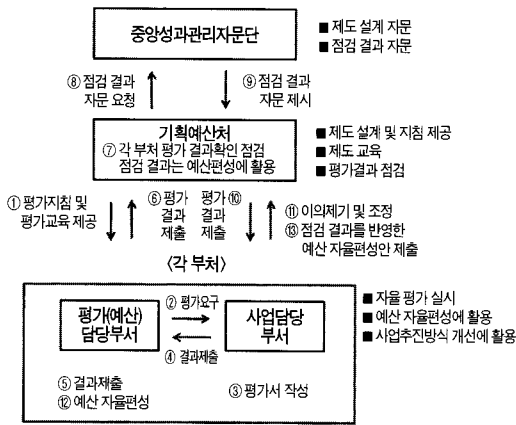 중앙성과관리자문단
■ 제도 설계 자문
■ 점검 결과 자문
⑧ 점검 결과
자문 요청
⑨ 점검 결과
자문 제시
기획예산처
⑦ 각 부처 평가 결과확인 점검
점검 결과는 예산편성에 활용
■ 제도 설계 및 지침 제공
■ 제도 교육
■ 평가결과 점검
① 평가지침 및
평가교육 제공
⑥ 평가
결과
제출
평가 ⑩
결과
제출
⑪ 이의제기 및 조정
⑬ 점검 결과를 반영한
예산 자율편성안 제출
〈각 부처〉
평가(예산)
담당부서
② 평가요구
④ 결과제출
사업담당
부서
■ 자율 평가 실시
■ 예산 자율편성에 활용
■ 사업추진방식 개선에 활용
⑤ 결과제출
⑫ 예산 자율편성
③ 평가서 작성